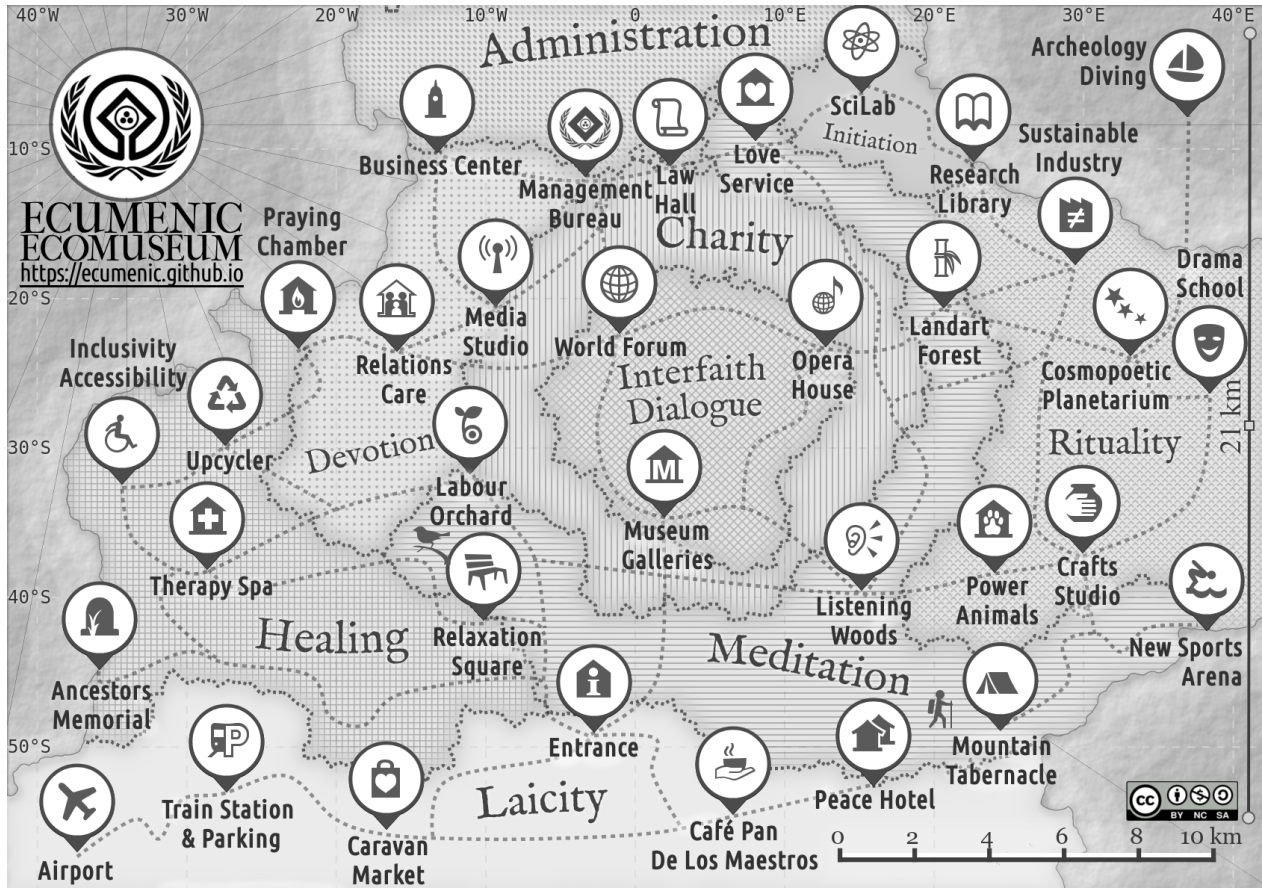 40°W
30°W
20°W
10°W
0
10°E
20°E
30°E
40°E
10°S
20°S
30°S
40°S
50°S
ECUMENIC
ECOMUSEUM
https://ecumenic.github.io
Administration
Business Center
Management
Bureau
Law
Hall
Love
Service
SciLab
Initiation
Research
Library
Archeology
Diving
Sustainable
Industry
Praying
Chamber
Charity
Media
Studio
World Forum
Opera
House
Landart
Forest
Drama
School
Cosmopoetic
Planetarium
Relations
Care
Inclusivity
Accessibility
Upcycler
Devotion
Interfaith
Dialogue
Rituality
21 km
Labour
Orchard
M
Museum
Galleries
Therapy Spa
Listening
Woods
Power
Animals
Crafts
Studio
Healing
Relaxation
Square
Meditation
New Sports
Arena
Ancestors
Memorial
Entrance
Mountain
Tabernacle
P
Train Station
& Parking
Laicity
Peace Hotel
Airport
Caravan
Market
Café Pan
De Los Maestros
cc
BY NC SA
0 2 4 6 8 10 km